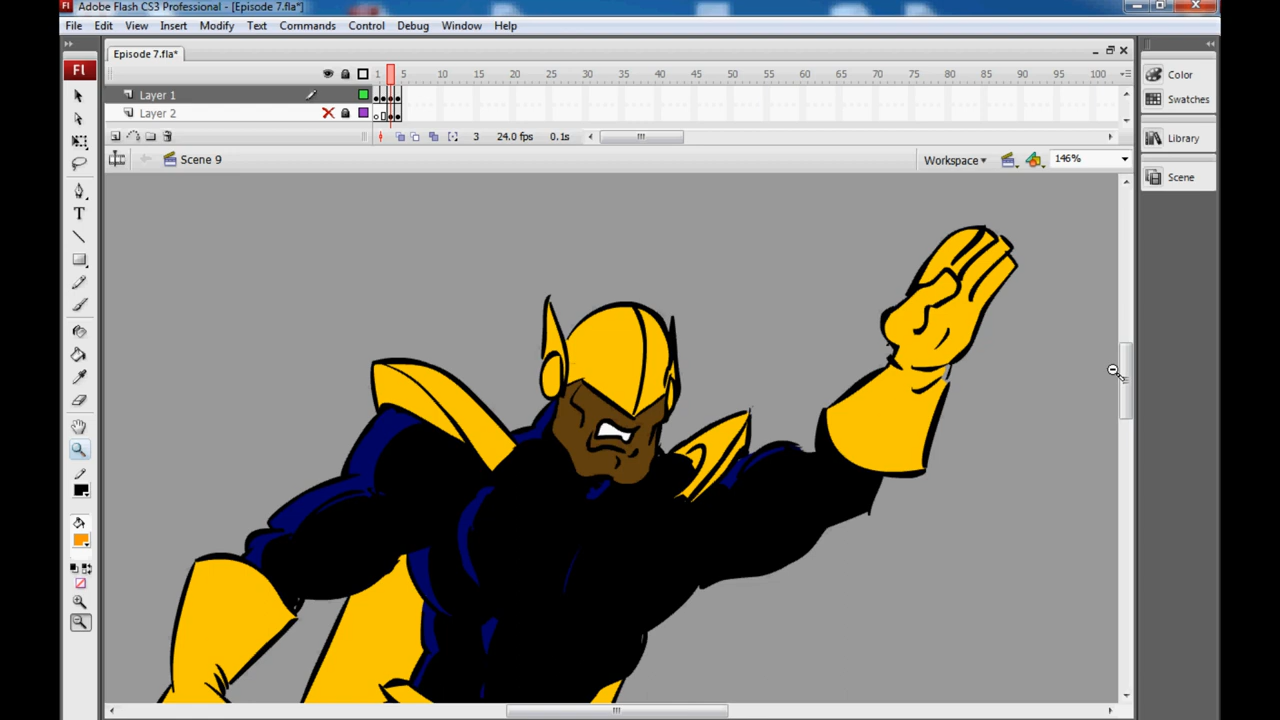 Adobe Flash CS3 Professional - [Episode 7.fla*]
File Edit View Insert Modify Text Commands Control Debug Window Help
Episode 7.fla*
Fl
1 5 10 15 20 25 30 35 40 45 50 55 60 65 70 75 80 85 90 95 100
Layer 1
Layer 2
3 24.0 fps 0.1s
Scene 9
Workspace 146%
T
Color
Swatches
Library
Scene